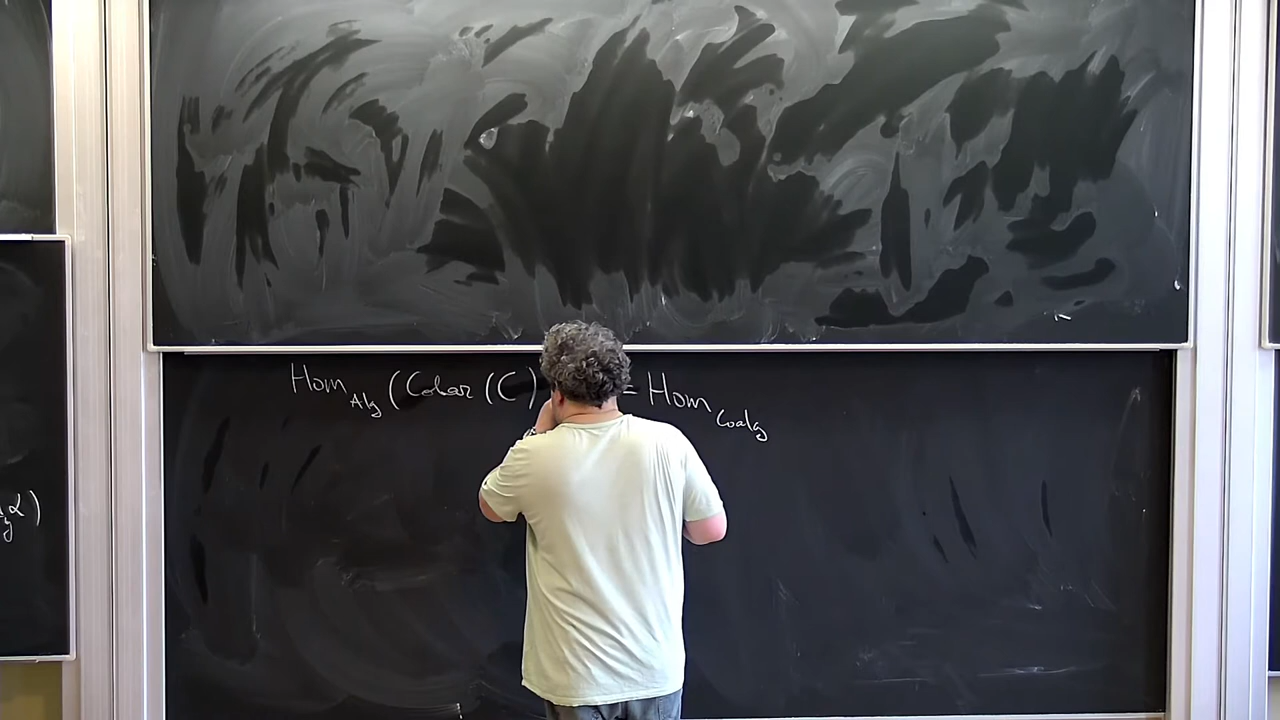 Hom_Alg (Cobar (C) = Hom_Coalg
α)